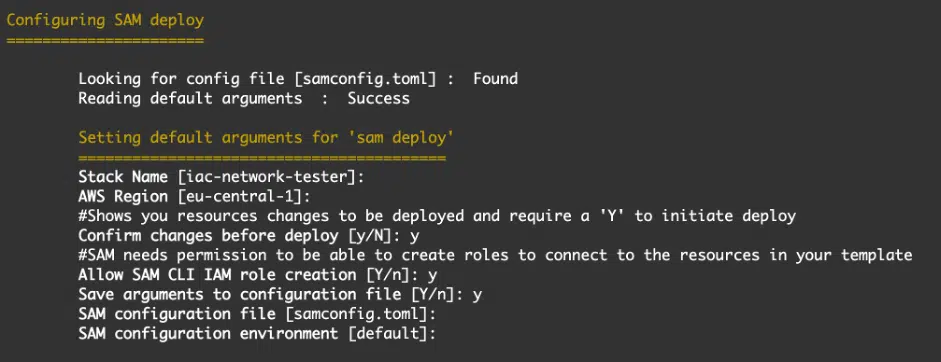 Configuring SAM deploy
======================
Looking for config file [samconfig.toml] :  Found
Reading default arguments  :  Success
Setting default arguments for 'sam deploy'
=========================================
Stack Name [iac-network-tester]:
AWS Region [eu-central-1]:
#Shows you resources changes to be deployed and require a 'Y' to initiate deploy
Confirm changes before deploy [y/N]: y
#SAM needs permission to be able to create roles to connect to the resources in your template
Allow SAM CLI IAM role creation [Y/n]: y
Save arguments to configuration file [Y/n]: y
SAM configuration file [samconfig.toml]:
SAM configuration environment [default]: